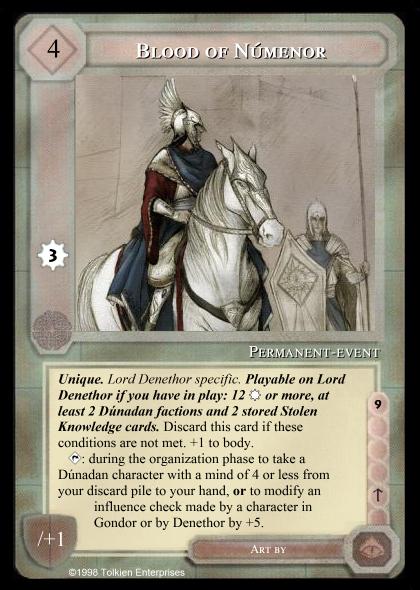 4
BLOOD OF NÚMENOR
3
PERMANENT-EVENT
Unique. Lord Denethor specific. Playable on Lord
Denethor if you have in play: 12 or more, at
least 2 Dúnadan factions and 2 stored Stolen
Knowledge cards. Discard this card if these
conditions are not met. +1 to body.
: during the organization phase to take a
Dúnadan character with a mind of 4 or less from
your discard pile to your hand, or to modify an
influence check made by a character in
Gondor or by Denethor by +5.
9
/+1
ART BY
©1998 Tolkien Enterprises